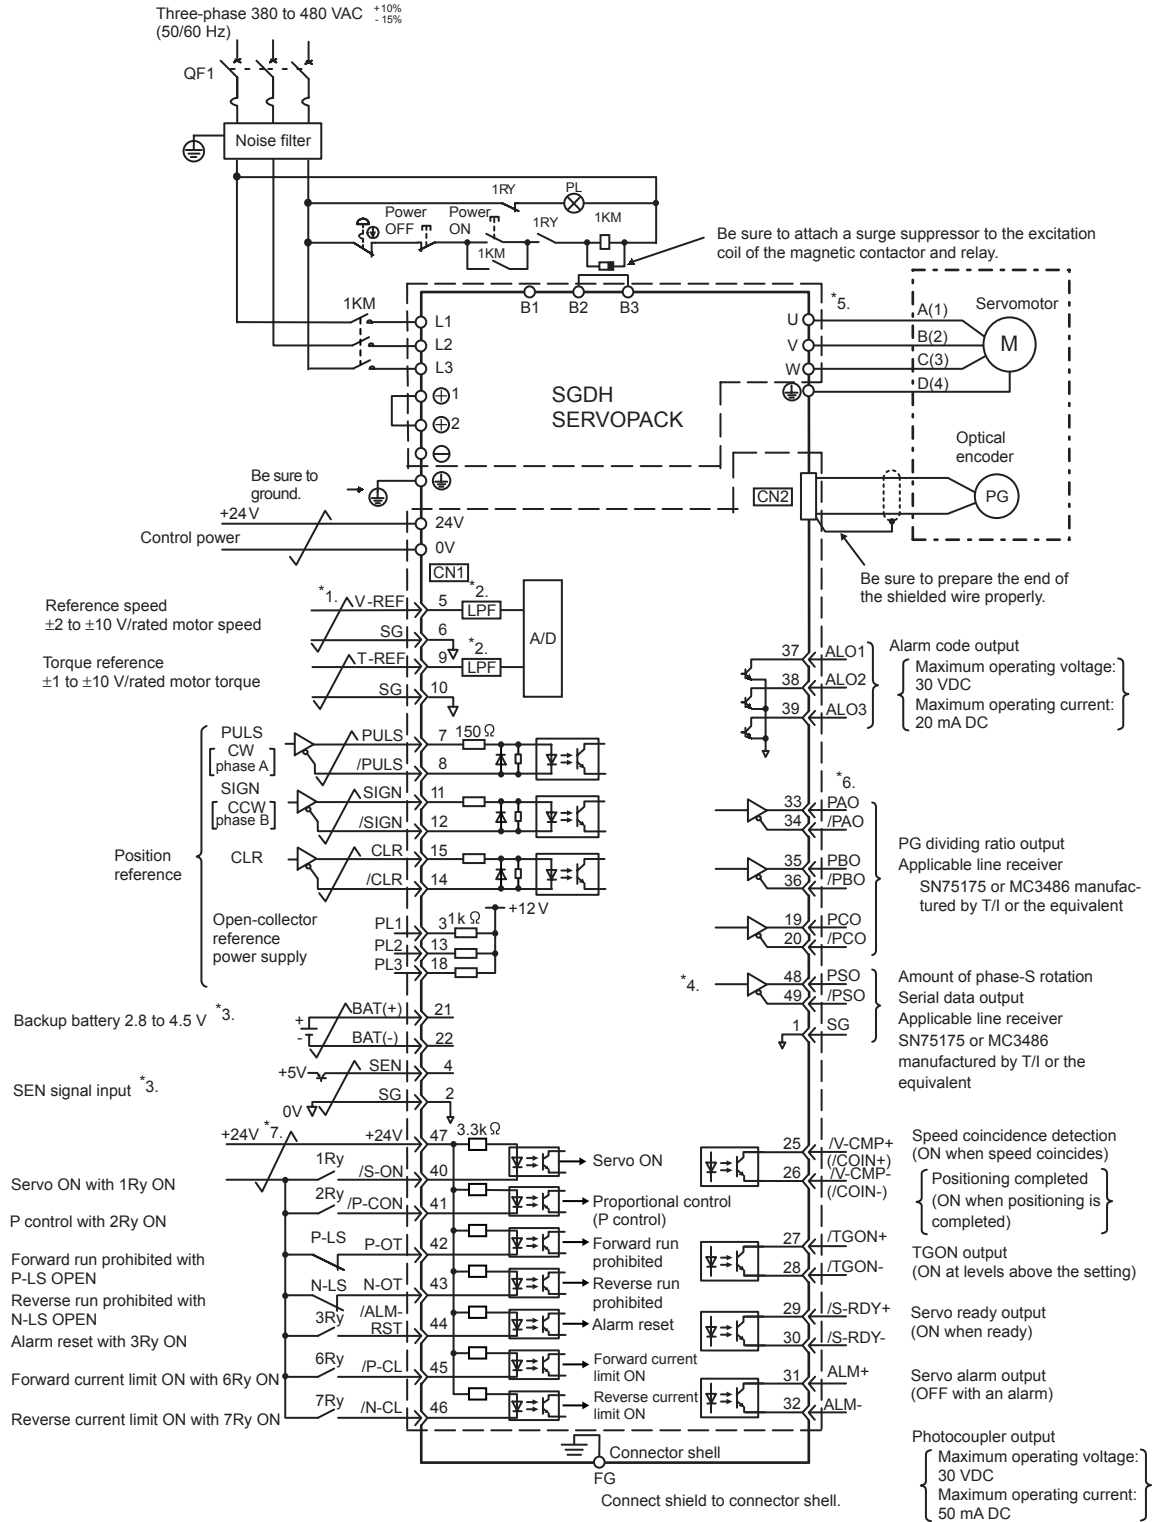 Three-phase 380 to 480 VAC +10% - 15%
(50/60 Hz)
QF1
Noise filter
1RY
PL
Power OFF
Power ON
1RY
1KM
1KM
Be sure to attach a surge suppressor to the excitation
coil of the magnetic contactor and relay.
B1
B2
B3
1KM
L1
L2
L3
1
2
SGDH
SERVOPACK
U
V
W
*5.
A(1)
B(2)
C(3)
D(4)
Servomotor
M
Optical
encoder
PG
CN2
Be sure to prepare the end of
the shielded wire properly.
Be sure to
ground.
+24 V
Control power
24V
0V
CN1
Reference speed
±2 to ±10 V/rated motor speed
*1.
V-REF
5
*2.
LPF
SG
6
A/D
Torque reference
±1 to ±10 V/rated motor torque
T-REF
9
*2.
LPF
SG
10
37
ALO1
38
ALO2
39
ALO3
Alarm code output
Maximum operating voltage:
30 VDC
Maximum operating current:
20 mA DC
Position
reference
PULS
CW
phase A
PULS
7
150 Ω
/PULS
8
SIGN
CCW
phase B
SIGN
11
/SIGN
12
CLR
CLR
15
/CLR
14
Open-collector
reference
power supply
+12 V
PL1
3
1k Ω
PL2
13
PL3
18
*6.
33
PAO
34
/PAO
35
PBO
36
/PBO
19
PCO
20
/PCO
PG dividing ratio output
Applicable line receiver
SN75175 or MC3486 manufac-
tured by T/I or the equivalent
*4.
48
PSO
49
/PSO
1
SG
Amount of phase-S rotation
Serial data output
Applicable line receiver
SN75175 or MC3486
manufactured by T/I or the
equivalent
Backup battery 2.8 to 4.5 V *3.
+
-
BAT(+)
21
BAT(-)
22
SEN signal input *3.
+5V
SEN
4
0V
SG
2
+24V
*7.
+24V
47
3.3k Ω
Servo ON with 1Ry ON
1Ry
/S-ON
40
Servo ON
P control with 2Ry ON
2Ry
/P-CON
41
Proportional control
(P control)
Forward run prohibited with
P-LS OPEN
P-LS
P-OT
42
Forward run
prohibited
Reverse run prohibited with
N-LS OPEN
N-LS
N-OT
43
Reverse run
prohibited
Alarm reset with 3Ry ON
3Ry
/ALM-
RST
44
Alarm reset
Forward current limit ON with 6Ry ON
6Ry
/P-CL
45
Forward current
limit ON
Reverse current limit ON with 7Ry ON
7Ry
/N-CL
46
Reverse current
limit ON
25
/V-CMP+
(/COIN+)
26
/V-CMP-
(/COIN-)
Speed coincidence detection
(ON when speed coincides)
Positioning completed
(ON when positioning is
completed)
27
/TGON+
28
/TGON-
TGON output
(ON at levels above the setting)
29
/S-RDY+
30
/S-RDY-
Servo ready output
(ON when ready)
31
ALM+
32
ALM-
Servo alarm output
(OFF with an alarm)
Photocoupler output
Maximum operating voltage:
30 VDC
Maximum operating current:
50 mA DC
Connector shell
FG
Connect shield to connector shell.